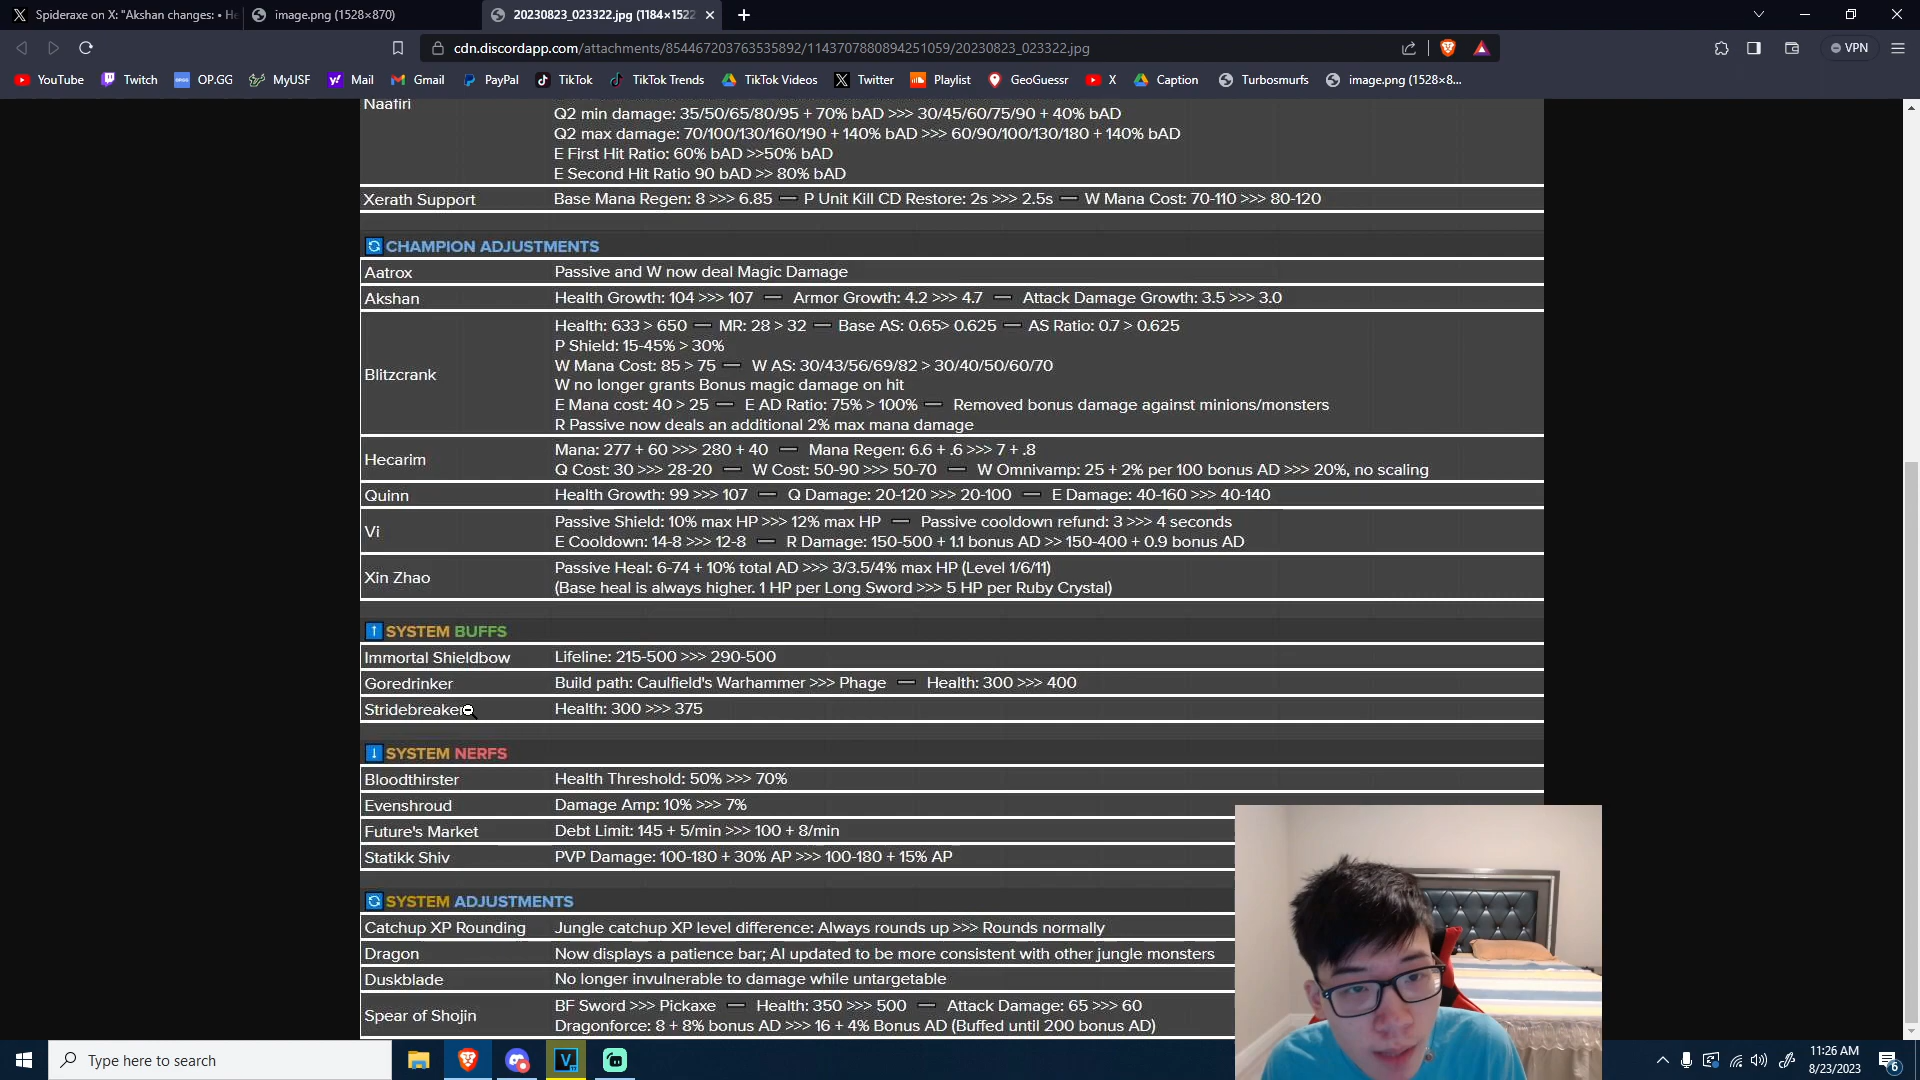 Spideraxe on X: "Akshan changes: • He
image.png (1528×870)
20230823_023322.jpg (1184×1522
cdn.discordapp.com/attachments/854467203763535892/1143707880894251059/20230823_023322.jpg
VPN
YouTube
Twitch
OP.GG
MyUSF
Mail
Gmail
PayPal
TikTok
TikTok Trends
TikTok Videos
Twitter
Playlist
GeoGuessr
X
Caption
Turbosmurfs
image.png (1528×8...
Naafiri
Q2 min damage: 35/50/65/80/95 + 70% bAD >>> 30/45/60/75/90 + 40% bAD
Q2 max damage: 70/100/130/160/190 + 140% bAD >>> 60/90/100/130/180 + 140% bAD
E First Hit Ratio: 60% bAD >>50% bAD
E Second Hit Ratio 90 bAD >> 80% bAD
Xerath Support Base Mana Regen: 8 >>> 6.85 — P Unit Kill CD Restore: 2s >>> 2.5s — W Mana Cost: 70-110 >>> 80-120
CHAMPION ADJUSTMENTS
Aatrox Passive and W now deal Magic Damage
Akshan Health Growth: 104 >>> 107 — Armor Growth: 4.2 >>> 4.7 — Attack Damage Growth: 3.5 >>> 3.0
Blitzcrank
Health: 633 > 650 — MR: 28 > 32 — Base AS: 0.65> 0.625 — AS Ratio: 0.7 > 0.625
P Shield: 15-45% > 30%
W Mana Cost: 85 > 75 — W AS: 30/43/56/69/82 > 30/40/50/60/70
W no longer grants Bonus magic damage on hit
E Mana cost: 40 > 25 — E AD Ratio: 75% > 100% — Removed bonus damage against minions/monsters
R Passive now deals an additional 2% max mana damage
Hecarim
Mana: 277 + 60 >>> 280 + 40 — Mana Regen: 6.6 + .6 >>> 7 + .8
Q Cost: 30 >>> 28-20 — W Cost: 50-90 >>> 50-70 — W Omnivamp: 25 + 2% per 100 bonus AD >>> 20%, no scaling
Quinn Health Growth: 99 >>> 107 — Q Damage: 20-120 >>> 20-100 — E Damage: 40-160 >>> 40-140
Vi
Passive Shield: 10% max HP >>> 12% max HP — Passive cooldown refund: 3 >>> 4 seconds
E Cooldown: 14-8 >>> 12-8 — R Damage: 150-500 + 1.1 bonus AD >> 150-400 + 0.9 bonus AD
Xin Zhao
Passive Heal: 6-74 + 10% total AD >>> 3/3.5/4% max HP (Level 1/6/11)
(Base heal is always higher. 1 HP per Long Sword >>> 5 HP per Ruby Crystal)
SYSTEM BUFFS
Immortal Shieldbow Lifeline: 215-500 >>> 290-500
Goredrinker Build path: Caulfield's Warhammer >>> Phage — Health: 300 >>> 400
Stridebreaker Health: 300 >>> 375
SYSTEM NERFS
Bloodthirster Health Threshold: 50% >>> 70%
Evenshroud Damage Amp: 10% >>> 7%
Future's Market Debt Limit: 145 + 5/min >>> 100 + 8/min
Statikk Shiv PVP Damage: 100-180 + 30% AP >>> 100-180 + 15% AP
SYSTEM ADJUSTMENTS
Catchup XP Rounding Jungle catchup XP level difference: Always rounds up >>> Rounds normally
Dragon Now displays a patience bar; AI updated to be more consistent with other jungle monsters
Duskblade No longer invulnerable to damage while untargetable
Spear of Shojin
BF Sword >>> Pickaxe — Health: 350 >>> 500 — Attack Damage: 65 >>> 60
Dragonforce: 8 + 8% bonus AD >>> 16 + 4% Bonus AD (Buffed until 200 bonus AD)
Type here to search
11:26 AM
8/23/2023
6